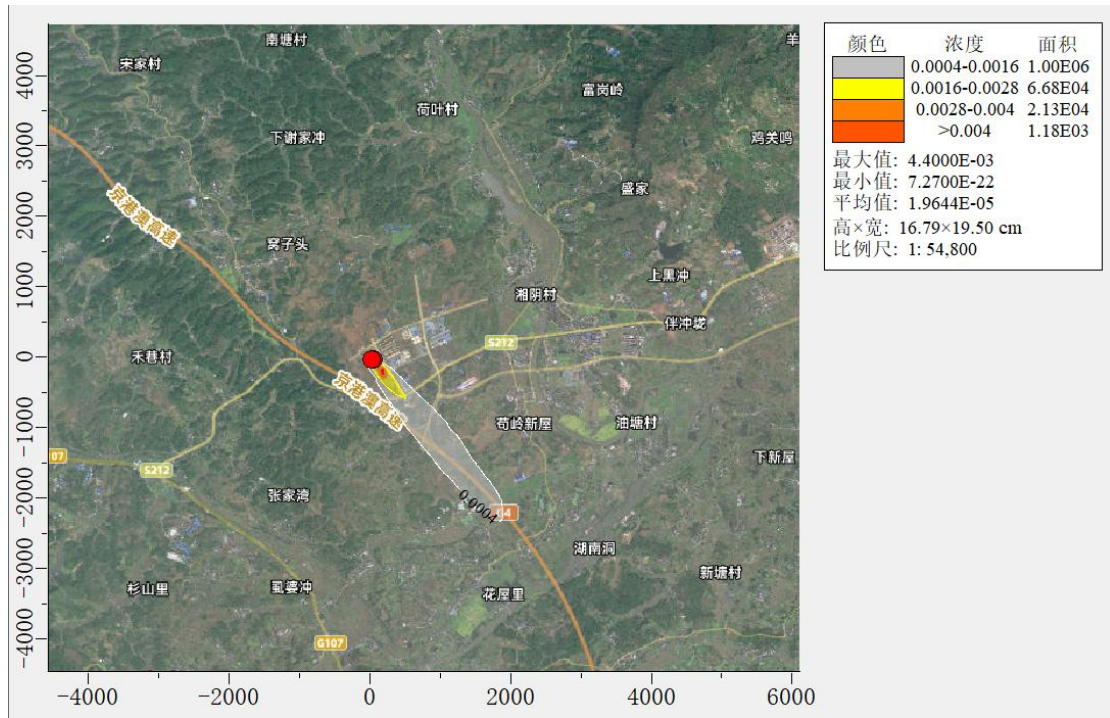 颜色 浓度 面积
0.0004-0.0016 1.00E06
0.0016-0.0028 6.68E04
0.0028-0.004 2.13E04
>0.004 1.18E03
最大值: 4.4000E-03
最小值: 7.2700E-22
平均值: 1.9644E-05
高×宽: 16.79×19.50 cm
比例尺: 1: 54,800
南塘村
羊
宋家村
富岗岭
荷叶村
下谢家冲
鸡关鸣
盛家
京港澳高速
窝子头
上黑冲
湘阴村
伴冲垅
S212
禾巷村
京港澳高速
苟岭新屋
油塘村
07
S212
下新屋
张家湾
0.0004
G4
湖南洞
新塘村
杉山里
虱婆冲
花屋里
G107
4000
3000
2000
1000
0
-1000
-2000
-3000
-4000
-4000 -2000 0 2000 4000 6000